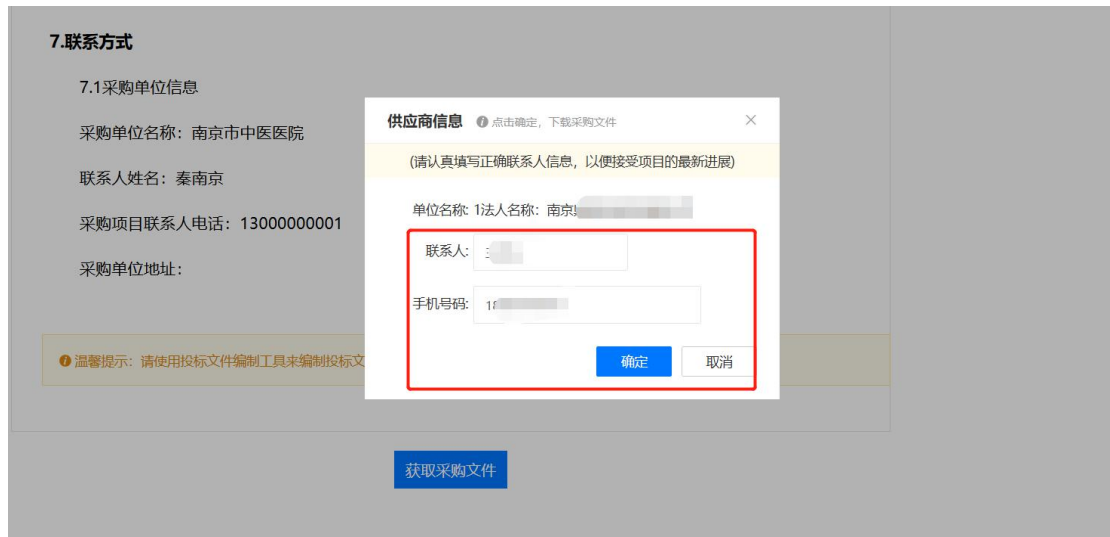 7.联系方式
7.1采购单位信息
采购单位名称：南京市中医医院
联系人姓名：秦南京
采购项目联系人电话：13000000001
采购单位地址：
温馨提示：请使用投标文件编制工具来编制投标文
供应商信息 点击确定，下载采购文件
(请认真填写正确联系人信息，以便接受项目的最新进展)
单位名称: 1法人名称：南京
联系人:
手机号码: 18
确定 取消
获取采购文件